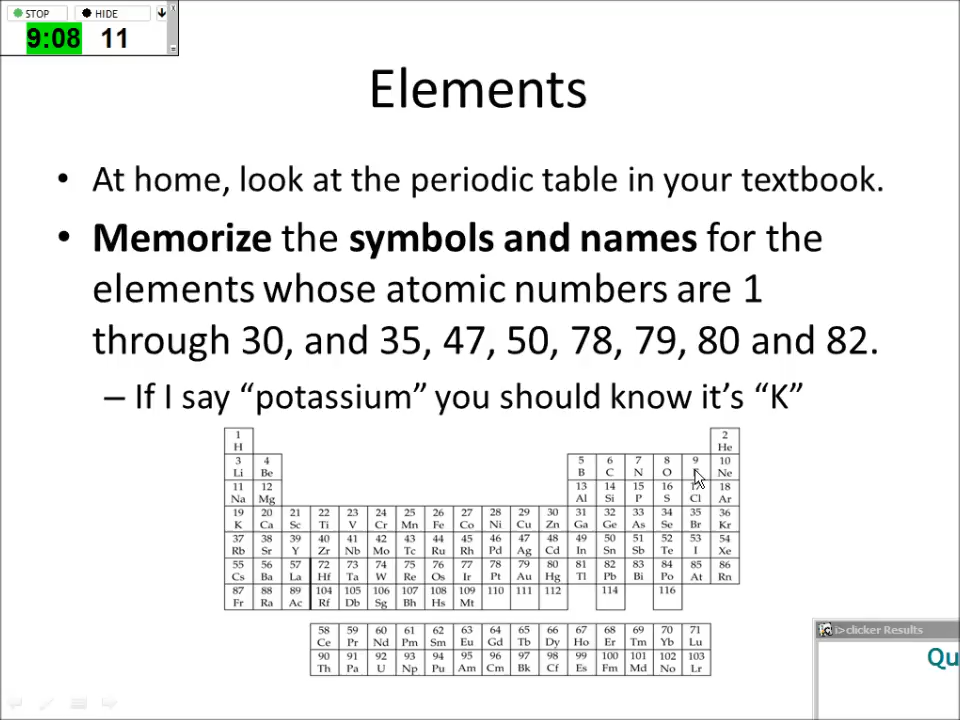 STOP HIDE
9:08 11
Elements
• At home, look at the periodic table in your textbook.
• Memorize the symbols and names for the
elements whose atomic numbers are 1
through 30, and 35, 47, 50, 78, 79, 80 and 82.
– If I say “potassium” you should know it’s “K”
1 2
H He
3 4 5 6 7 8 9 10
Li Be B C N O Ne
11 12 13 14 15 16 17 18
Na Mg Al Si P S Cl Ar
19 20 21 22 23 24 25 26 27 28 29 30 31 32 33 34 35 36
K Ca Sc Ti V Cr Mn Fe Co Ni Cu Zn Ga Ge As Se Br Kr
37 38 39 40 41 42 43 44 45 46 47 48 49 50 51 52 53 54
Rb Sr Y Zr Nb Mo Tc Ru Rh Pd Ag Cd In Sn Sb Te I Xe
55 56 57 72 73 74 75 76 77 78 79 80 81 82 83 84 85 86
Cs Ba La Hf Ta W Re Os Ir Pt Au Hg Tl Pb Bi Po At Rn
87 88 89 104 105 106 107 108 109 110 111 112 114 116
Fr Ra Ac Rf Db Sg Bh Hs Mt
58 59 60 61 62 63 64 65 66 67 68 69 70 71
Ce Pr Nd Pm Sm Eu Gd Tb Dy Ho Er Tm Yb Lu
90 91 92 93 94 95 96 97 98 99 100 101 102 103
Th Pa U Np Pu Am Cm Bk Cf Es Fm Md No Lr
i>clicker Results
Qu